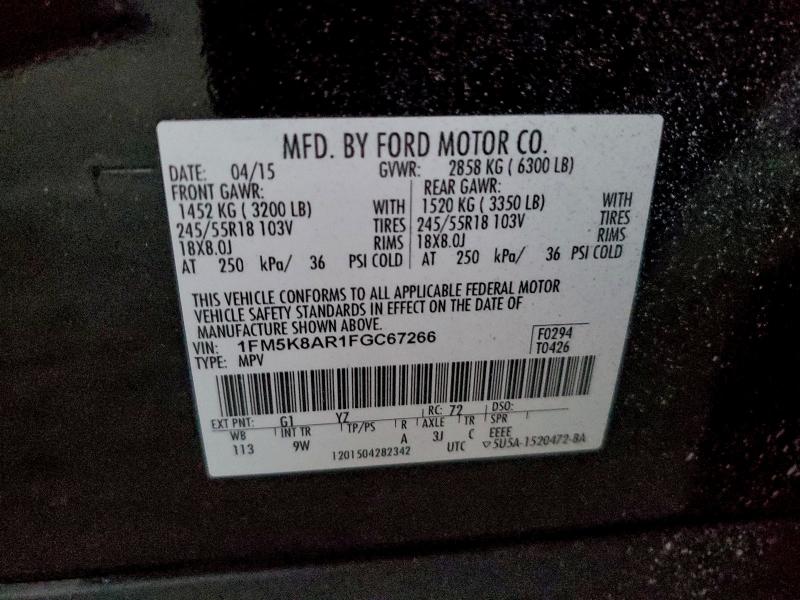 MFD. BY FORD MOTOR CO.
DATE: 04/15 GVWR: 2858 KG ( 6300 LB)
FRONT GAWR: REAR GAWR:
1452 KG ( 3200 LB) WITH 1520 KG ( 3350 LB) WITH
245/55R18 103V TIRES 245/55R18 103V TIRES
18X8.0J RIMS 18X8.0J RIMS
AT 250 kPa/ 36 PSI COLD AT 250 kPa/ 36 PSI COLD
THIS VEHICLE CONFORMS TO ALL APPLICABLE FEDERAL MOTOR
VEHICLE SAFETY STANDARDS IN EFFECT ON THE DATE OF
MANUFACTURE SHOWN ABOVE.
VIN: 1FM5K8AR1FGC67266 F0294
TYPE: MPV T0426
EXT PNT: G1 YZ RC: 72 DSO:
WB INT TR TP/PS R AXLE TR SPR
113 9W A 3J C EEEE
1201504282342 UTC ▽5U5A-1520472-BA